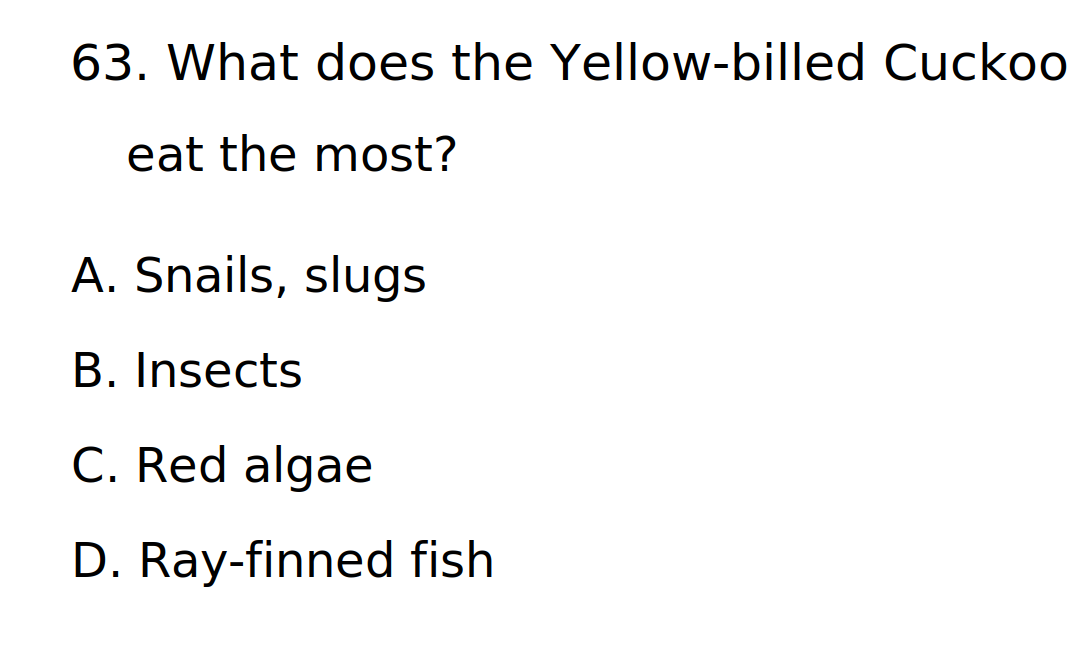 63. What does the Yellow-billed Cuckoo
eat the most?
A. Snails, slugs
B. Insects
C. Red algae
D. Ray-finned fish